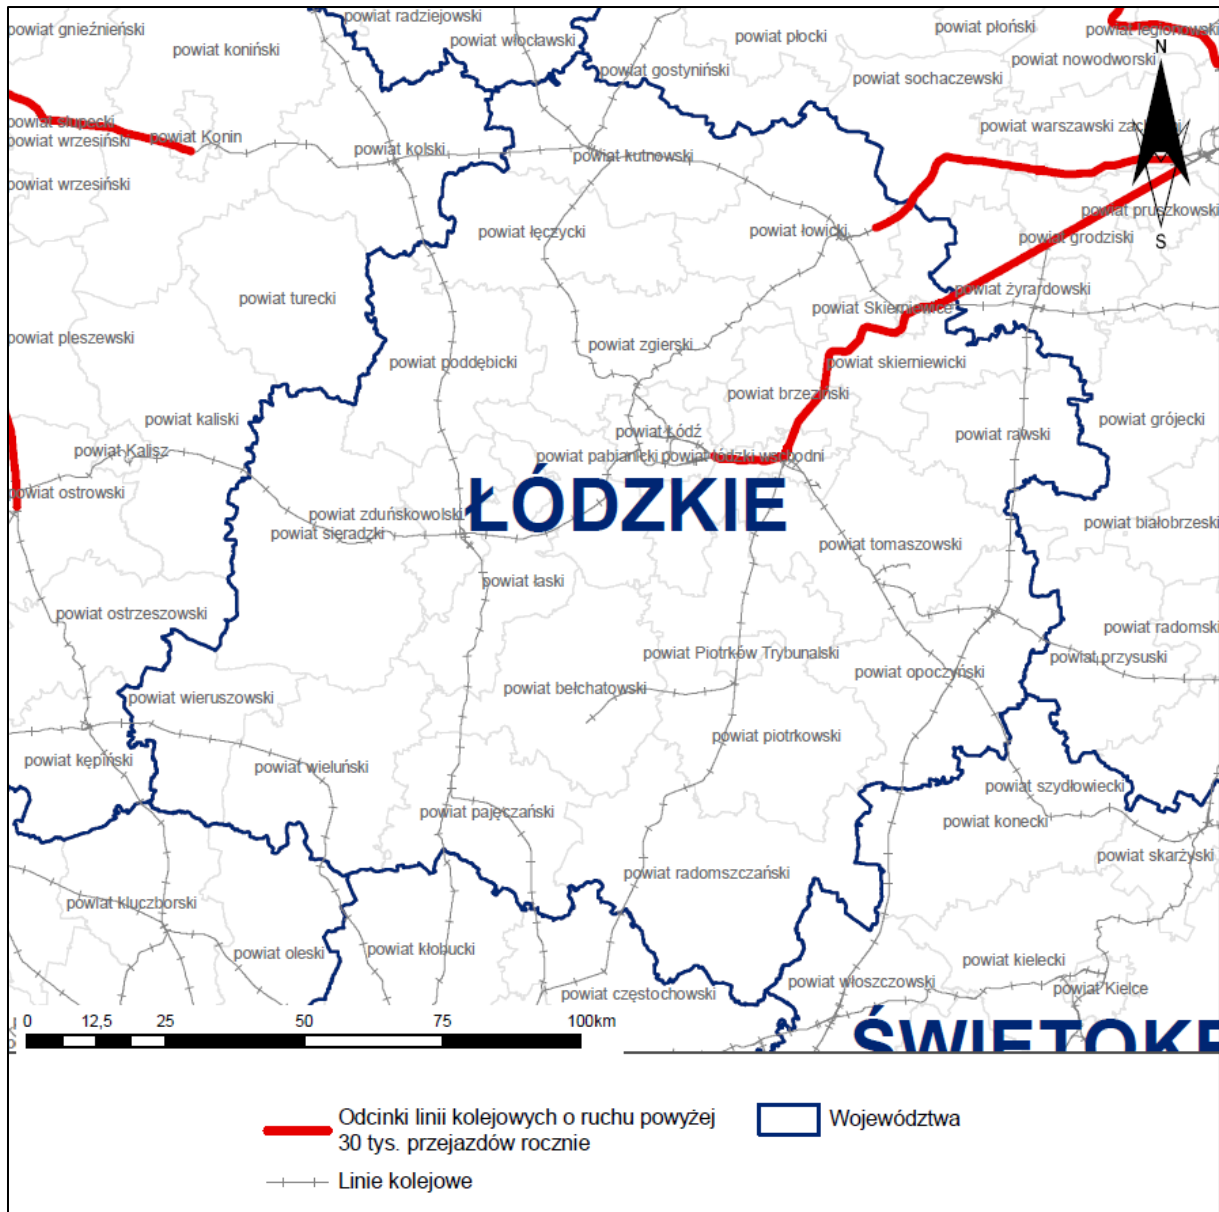 powiat gnieźnieński
powiat radziejowski
powiat koniński
powiat włocławski
powiat płocki
powiat płoński
powiat legionowski
N
powiat gostyniński
powiat sochaczewski
powiat nowodworski
powiat słupecki
powiat Konin
powiat wrzesiński
powiat kolski
powiat kutnowski
powiat warszawski
powiat wrzesiński
powiat pruszkowski
powiat łęczycki
powiat łowicki
powiat grodziski
S
powiat turecki
powiat Skierniewice
powiat żyrardowski
powiat pleszewski
powiat zgierski
powiat poddębicki
powiat skierniewicki
powiat brzeziński
powiat kaliski
powiat grójecki
powiat Kalisz
powiat Łódź
powiat rawski
powiat pabianicki
powiat łódzki wschodni
powiat ostrowski
ŁÓDZKIE
powiat zduńskowolski
powiat sieradzki
powiat białobrzeski
powiat tomaszowski
powiat łaski
powiat ostrzeszowski
powiat radomski
powiat Piotrków Trybunalski
powiat przysuski
powiat opoczyński
powiat wieruszowski
powiat bełchatowski
powiat piotrkowski
powiat kępiński
powiat wieluński
powiat szydłowiecki
powiat pajęczański
powiat konecki
powiat skarżyski
powiat radomszczański
powiat kluczborski
powiat oleski
powiat kłobucki
powiat kielecki
powiat włoszczowski
powiat Kielce
powiat częstochowski
0 12,5 25 50 75 100km
ŚWIĘTOK
Odcinki linii kolejowych o ruchu powyżej
30 tys. przejazdów rocznie
Województwa
Linie kolejowe